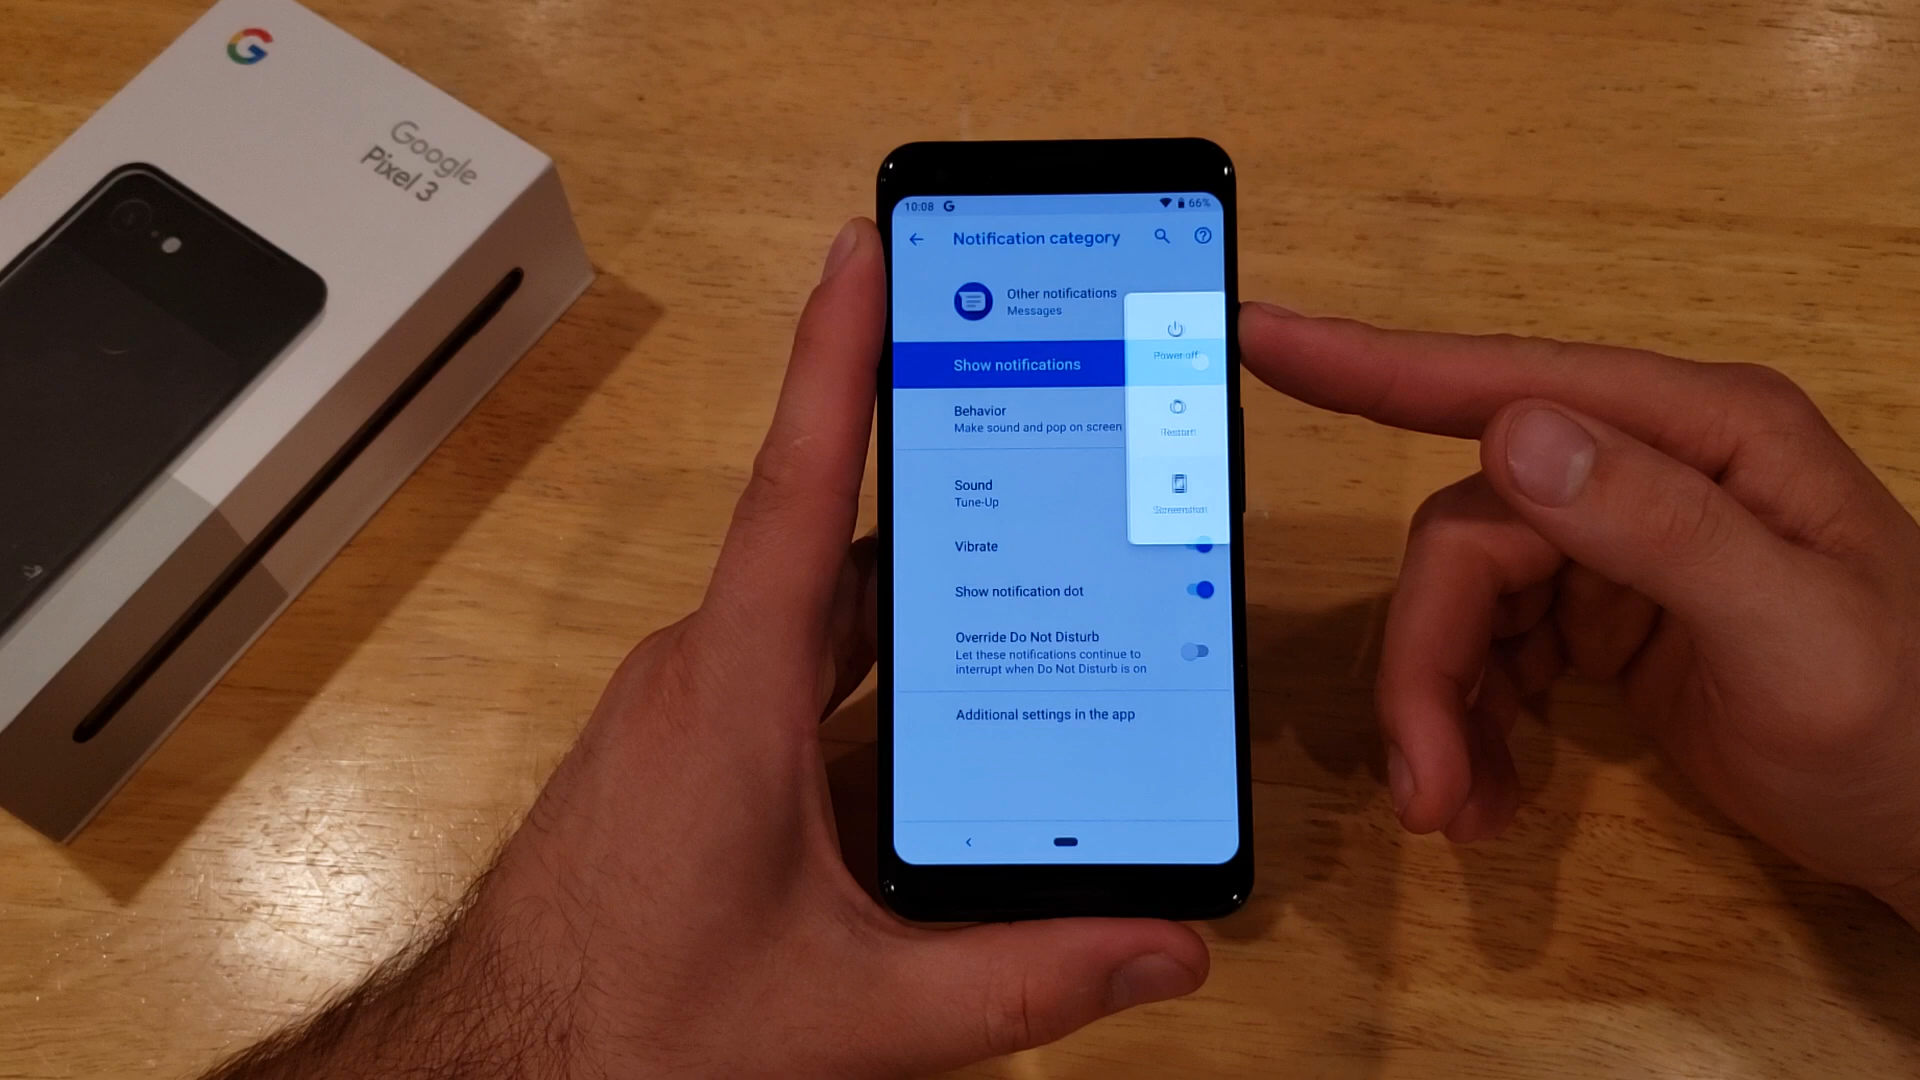 Google
Pixel 3
10:08 G 66%
Notification category
Other notifications
Messages
Power off
Show notifications
Restart
Behavior
Make sound and pop on screen
Screenshot
Sound
Tune-Up
Vibrate
Show notification dot
Override Do Not Disturb
Let these notifications continue to
interrupt when Do Not Disturb is on
Additional settings in the app